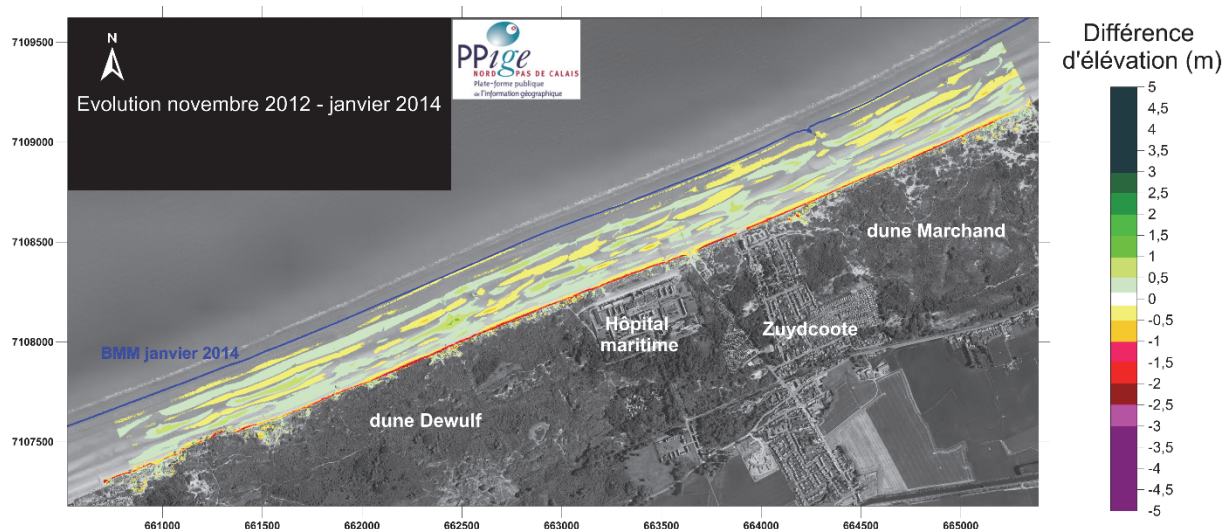 7109500
7109000
7108500
7108000
7107500
N
Evolution novembre 2012 - janvier 2014
PPige
NORD PAS DE CALAIS
Plate-forme publique
de l'information géographique
BMM janvier 2014
dune Dewulf
Hôpital
maritime
Zuydcoote
dune Marchand
661000
661500
662000
662500
663000
663500
664000
664500
665000
Différence
d'élévation (m)
5
4,5
4
3,5
3
2,5
2
1,5
1
0,5
0
-0,5
-1
-1,5
-2
-2,5
-3
-3,5
-4
-4,5
-5